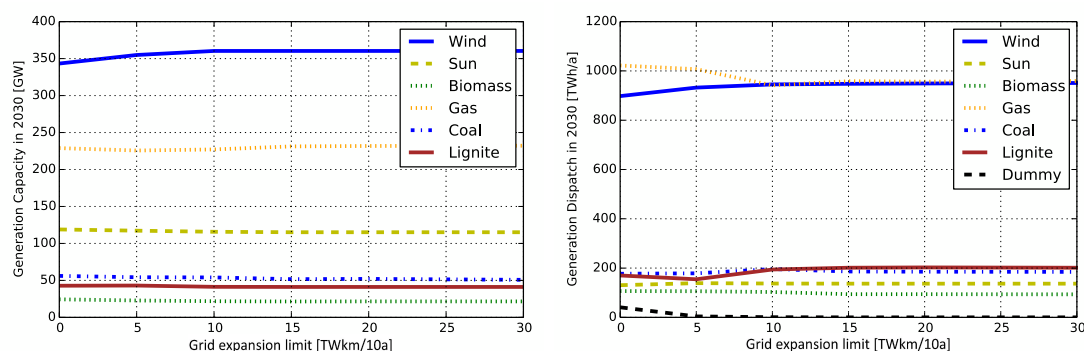 Generation Capacity in 2030 [GW]
400
350
300
250
200
150
100
50
0
0 5 10 15 20 25 30
Grid expansion limit [TWkm/10a]
Wind
Sun
Biomass
Gas
Coal
Lignite
Generation Dispatch in 2030 [TWh/a]
1200
1000
800
600
400
200
0
0 5 10 15 20 25 30
Grid expansion limit [TWkm/10a]
Wind
Sun
Biomass
Gas
Coal
Lignite
Dummy